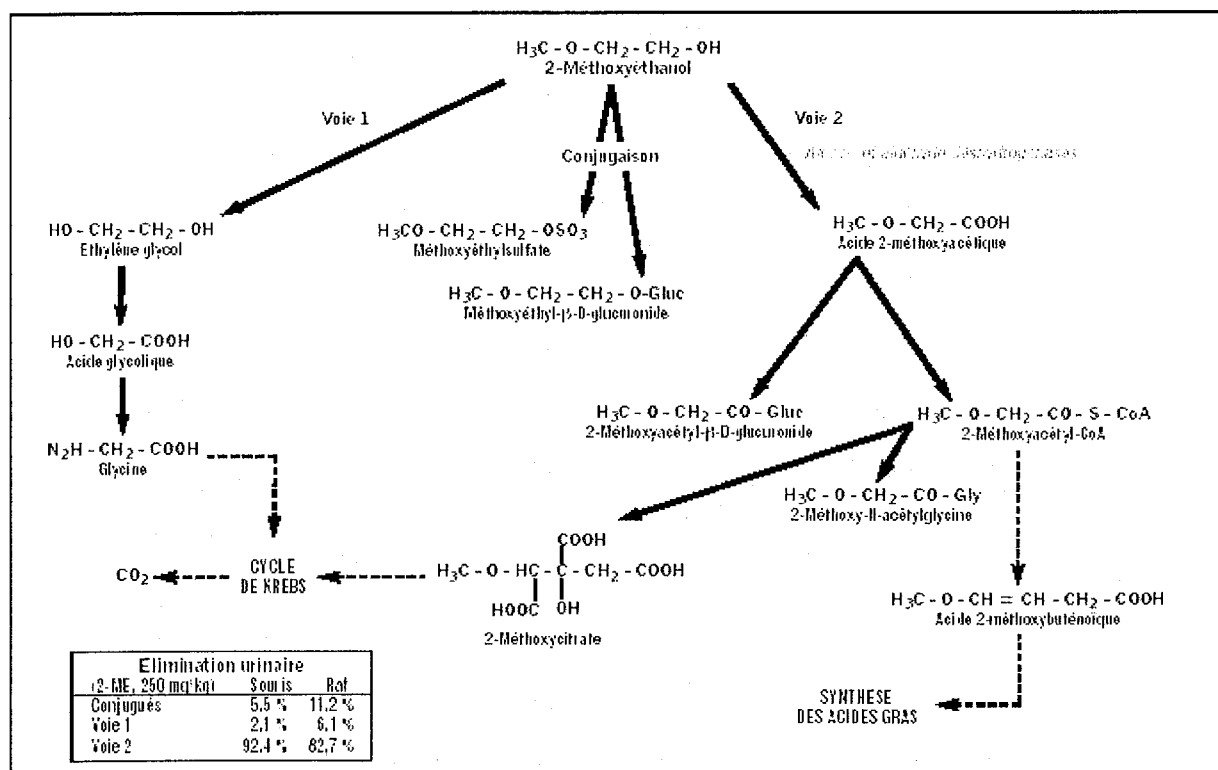 H₃C - O - CH₂ - CH₂ - OH
2-Méthoxyéthanol
Voie 1
Voie 2
Conjugaison
HO - CH₂ - CH₂ - OH
Ethylène glycol
H₃CO - CH₂ - CH₂ - OSO₃
Méthoxyéthylsulfate
H₃C - O - CH₂ - COOH
Acide 2-méthoxyacétique
H₃C - O - CH₂ - CH₂ - O-Gluc
Méthoxyéthyl-β-D-glucuronide
HO - CH₂ - COOH
Acide glycolique
H₃C - O - CH₂ - CO - Gluc
2-Méthoxyacétyl-β-D-glucuronide
H₃C - O - CH₂ - CO - S - CoA
2-Méthoxyacétyl-CoA
N₂H - CH₂ - COOH
Glycine
H₃C - O - CH₂ - CO - Gly
2-Méthoxy-N-acétylglycine
COOH
H₃C - O - HC - C - CH₂ - COOH
HOOC OH
2-Méthoxycitrate
CO₂
CYCLE
DE KREBS
H₃C - O - CH = CH - CH₂ - COOH
Acide 2-méthoxybuténoïque
SYNTHESE
DES ACIDES GRAS
Elimination urinaire
(2-ME, 250 mg/kg) Souris Rat
Conjugués 5,5 % 11,2 %
Voie 1 2,1 % 6,1 %
Voie 2 92,4 % 82,7 %